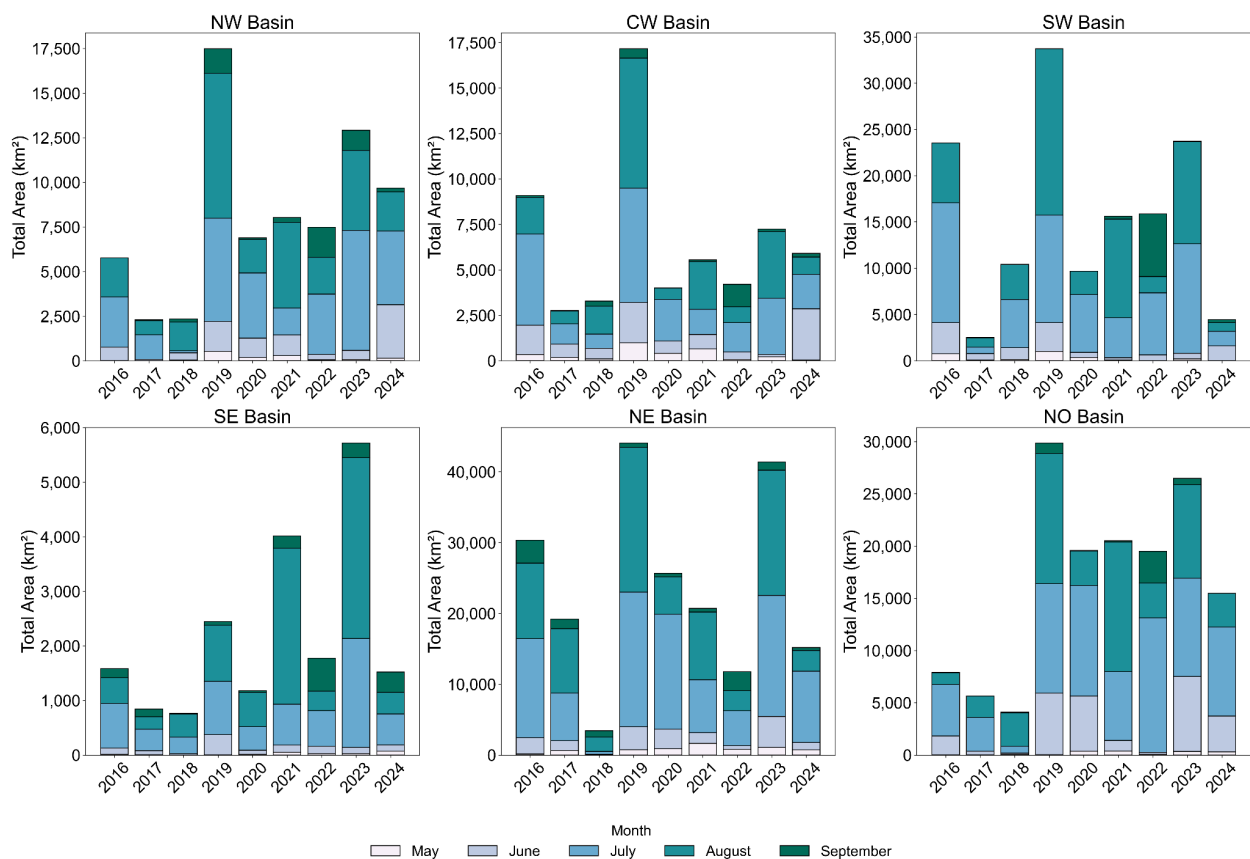 NW Basin
Total Area (km²)
17,500
15,000
12,500
10,000
7,500
5,000
2,500
0
2016 2017 2018 2019 2020 2021 2022 2023 2024
CW Basin
Total Area (km²)
17,500
15,000
12,500
10,000
7,500
5,000
2,500
0
2016 2017 2018 2019 2020 2021 2022 2023 2024
SW Basin
Total Area (km²)
35,000
30,000
25,000
20,000
15,000
10,000
5,000
0
2016 2017 2018 2019 2020 2021 2022 2023 2024
SE Basin
Total Area (km²)
6,000
5,000
4,000
3,000
2,000
1,000
0
2016 2017 2018 2019 2020 2021 2022 2023 2024
NE Basin
Total Area (km²)
40,000
30,000
20,000
10,000
0
2016 2017 2018 2019 2020 2021 2022 2023 2024
NO Basin
Total Area (km²)
30,000
25,000
20,000
15,000
10,000
5,000
0
2016 2017 2018 2019 2020 2021 2022 2023 2024
Month
May June July August September